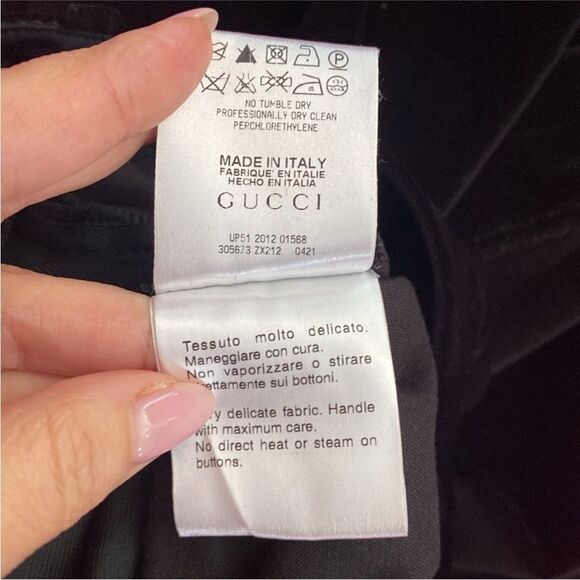 NO TUMBLE DRY
PROFESSIONALLY DRY CLEAN
PERCHLORETHYLENE
MADE IN ITALY
FABRIQUE' EN ITALIE
HECHO EN ITALIA
GUCCI
UP51 2012 01568
305673 ZX212 0421
Tessuto molto delicato.
Maneggiare con cura.
Non vaporizzare o stirare
sui bottoni.
delicate fabric. Handle
with maximum care.
No direct heat or steam on
buttons.